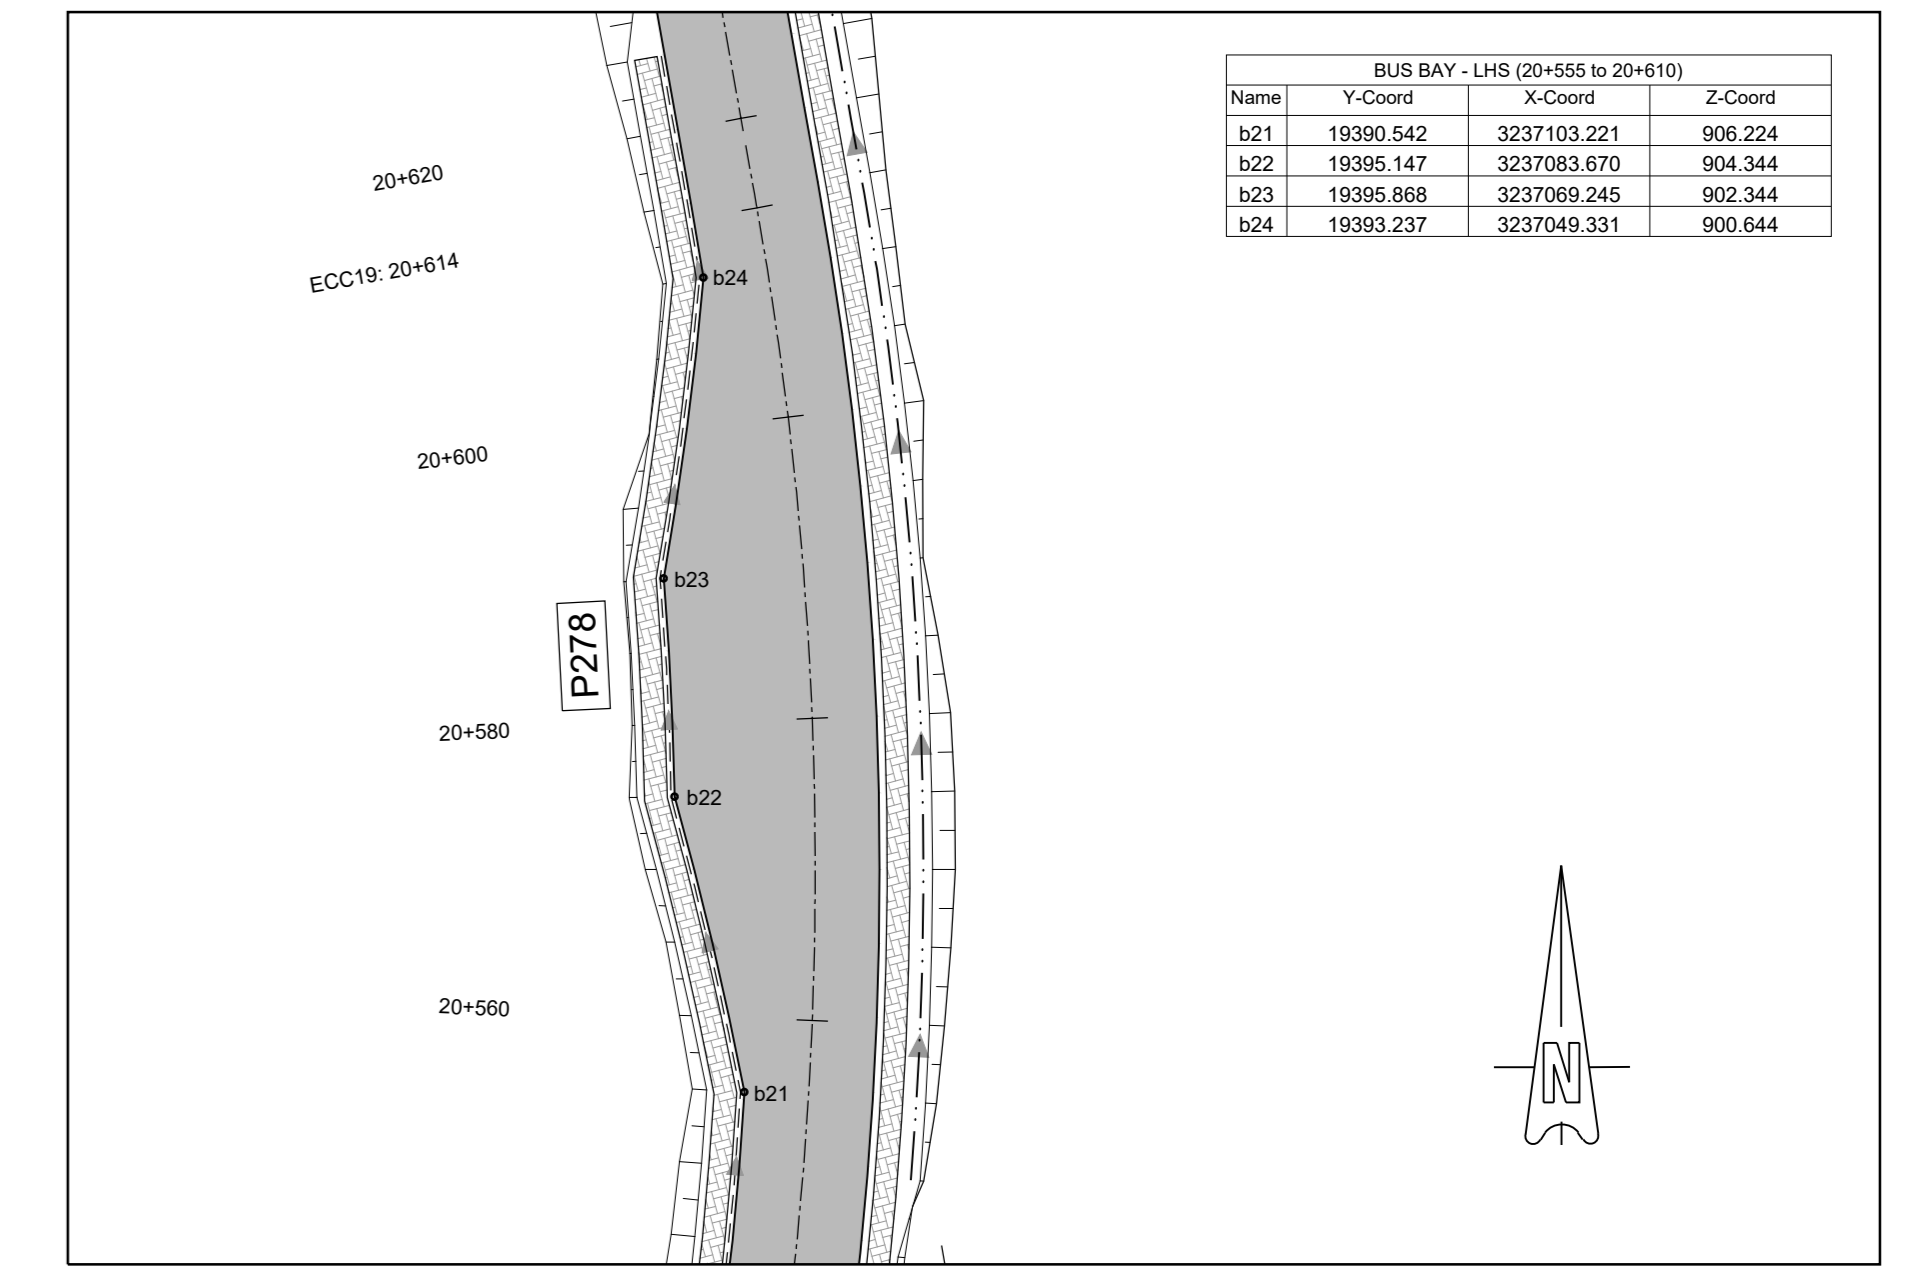 BUS BAY - LHS (20+555 to 20+610)
Name Y-Coord X-Coord Z-Coord
b21 19390.542 3237103.221 906.224
b22 19395.147 3237083.670 904.344
b23 19395.868 3237069.245 902.344
b24 19393.237 3237049.331 900.644
20+620
ECC19: 20+614
b24
20+600
b23
P278
20+580
b22
20+560
b21
N